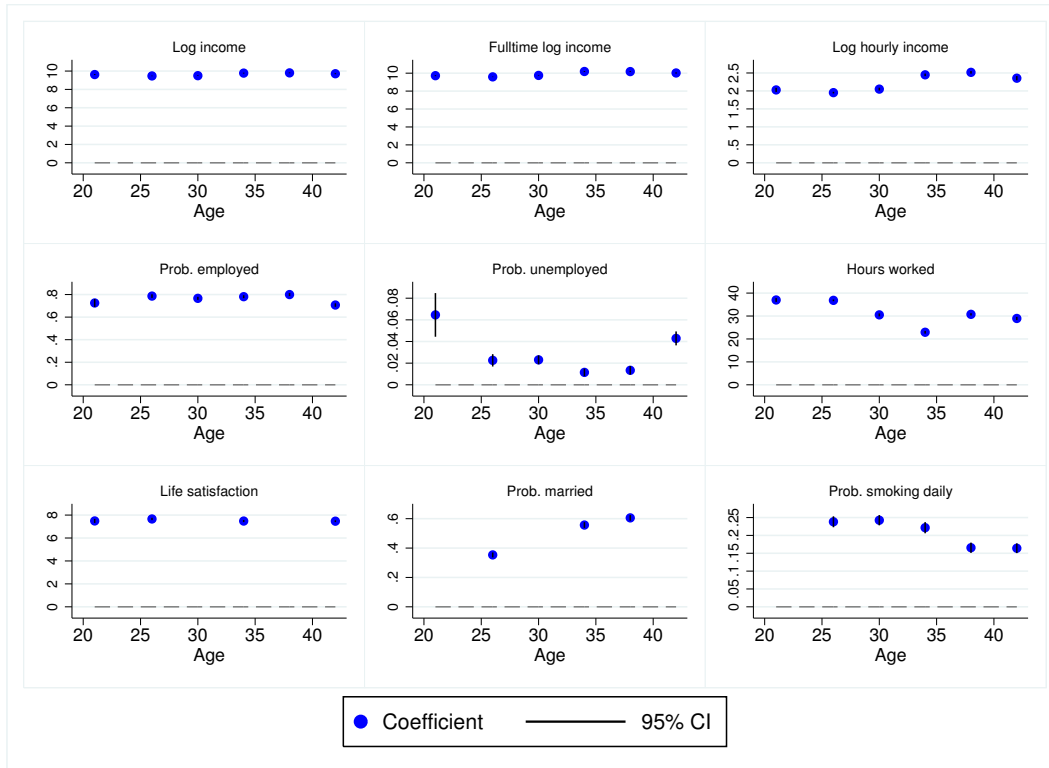 Log income
10
8
6
4
2
0
20 25 30 35 40
Age
Fulltime log income
10
8
6
4
2
0
20 25 30 35 40
Age
Log hourly income
2.5
2
1.5
1
.5
0
20 25 30 35 40
Age
Prob. employed
.8
.6
.4
.2
0
20 25 30 35 40
Age
Prob. unemployed
.08
.06
.04
.02
0
20 25 30 35 40
Age
Hours worked
40
30
20
10
0
20 25 30 35 40
Age
Life satisfaction
8
6
4
2
0
20 25 30 35 40
Age
Prob. married
.6
.4
.2
0
20 25 30 35 40
Age
Prob. smoking daily
.25
.15
.1
.05
0
20 25 30 35 40
Age
Coefficient 95% CI